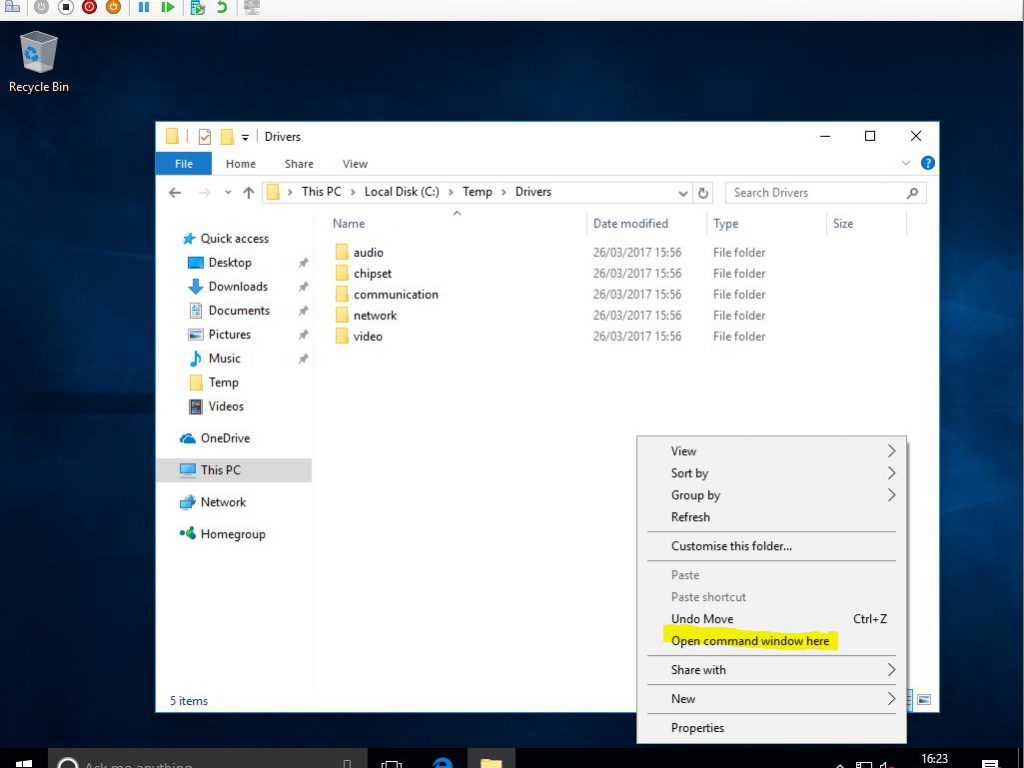 Recycle Bin
Drivers
File Home Share View
This PC Local Disk (C:) Temp Drivers Search Drivers
Name Date modified Type Size
Quick access
Desktop
Downloads
Documents
Pictures
Music
Temp
Videos
OneDrive
This PC
Network
Homegroup
audio 26/03/2017 15:56 File folder
chipset 26/03/2017 15:56 File folder
communication 26/03/2017 15:56 File folder
network 26/03/2017 15:56 File folder
video 26/03/2017 15:56 File folder
View
Sort by
Group by
Refresh
Customise this folder...
Paste
Paste shortcut
Undo Move Ctrl+Z
Open command window here
Share with
New
Properties
5 items
Ask me anything
16:23